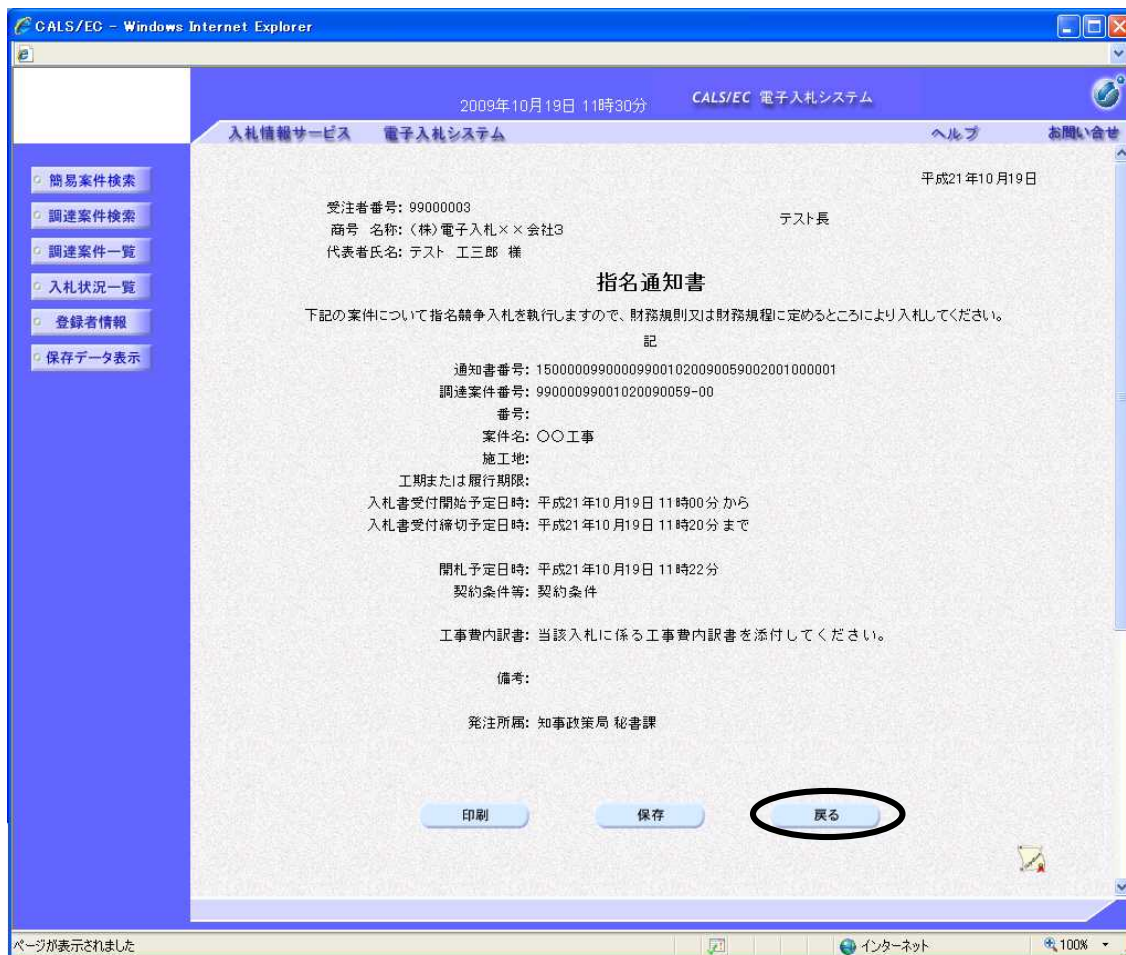 CALS/EC - Windows Internet Explorer
2009年10月19日 11時30分
CALS/EC 電子入札システム
入札情報サービス 電子入札システム ヘルプ お問い合せ
簡易案件検索
調達案件検索
調達案件一覧
入札状況一覧
登録者情報
保存データ表示
平成21年10月19日
受注者番号: 99000003
商号 名称: (株)電子入札××会社3
代表者氏名: テスト 工三郎 様
テスト長
指名通知書
下記の案件について指名競争入札を執行しますので、財務規則又は財務規程に定めるところにより入札してください。
記
通知書番号: 1500000990000990010200900590020010000001
調達案件番号: 99000099001020090059-00
番号:
案件名: 〇〇工事
施工地:
工期または履行期限:
入札書受付開始予定日時: 平成21年10月19日 11時00分 から
入札書受付締切予定日時: 平成21年10月19日 11時20分 まで
開札予定日時: 平成21年10月19日 11時22分
契約条件等: 契約条件
工事費内訳書: 当該入札に係る工事費内訳書を添付してください。
備考:
発注所属: 知事政策局 秘書課
印刷 保存 戻る
ページが表示されました インターネット 100%